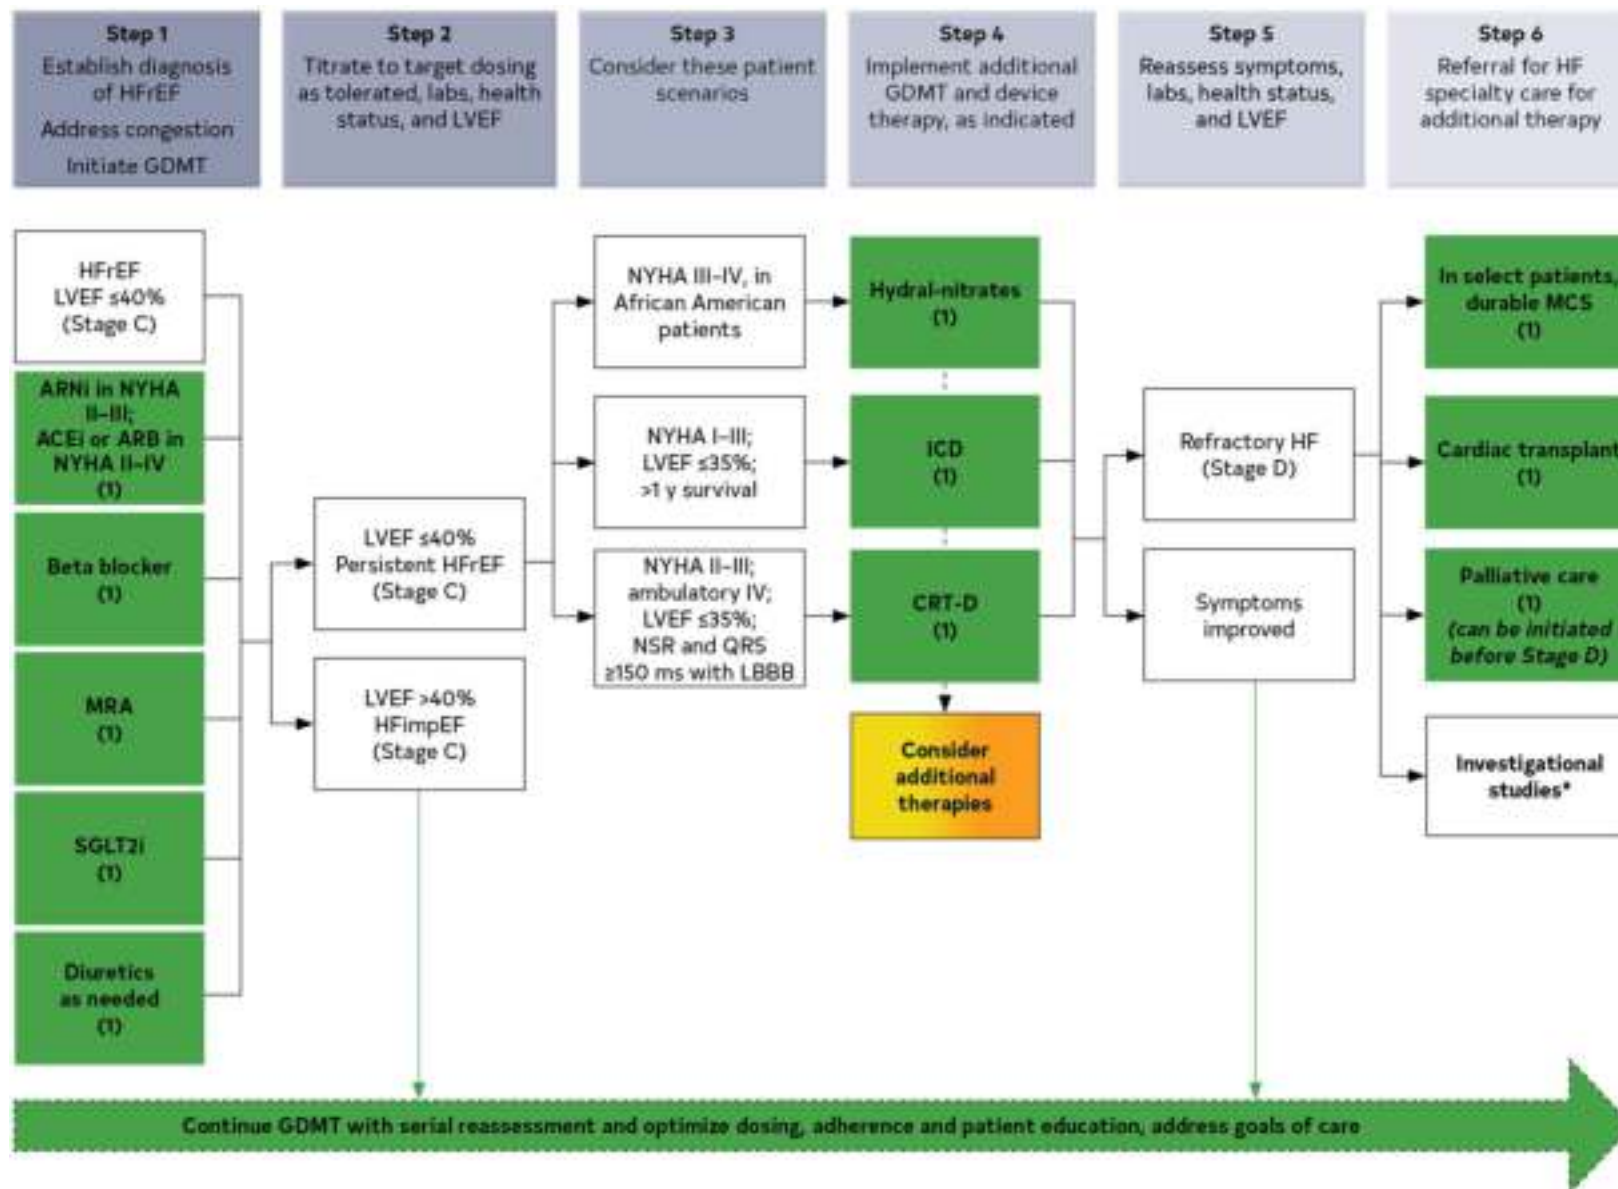 Step 1
Establish diagnosis
of HFrEF
Address congestion
Initiate GDMT
Step 2
Titrate to target dosing
as tolerated, labs, health
status, and LVEF
Step 3
Consider these patient
scenarios
Step 4
Implement additional
GDMT and device
therapy, as indicated
Step 5
Reassess symptoms,
labs, health status,
and LVEF
Step 6
Referral for HF
specialty care for
additional therapy
HFrEF
LVEF ≤40%
(Stage C)
ARNi in NYHA
II–III;
ACEi or ARB in
NYHA II–IV
(1)
Beta blocker
(1)
MRA
(1)
SGLT2i
(1)
Diuretics
as needed
(1)
LVEF ≤40%
Persistent HFrEF
(Stage C)
LVEF >40%
HFimpEF
(Stage C)
NYHA III–IV, in
African American
patients
NYHA I–III;
LVEF ≤35%;
>1 y survival
NYHA II–III;
ambulatory IV;
LVEF ≤35%;
NSR and QRS
≥150 ms with LBBB
Hydral-nitrates
(1)
ICD
(1)
CRT-D
(1)
Consider
additional
therapies
Refractory HF
(Stage D)
Symptoms
improved
In select patients,
durable MCS
(1)
Cardiac transplant
(1)
Palliative care
(1)
(can be initiated
before Stage D)
Investigational
studies*
Continue GDMT with serial reassessment and optimize dosing, adherence and patient education, address goals of care